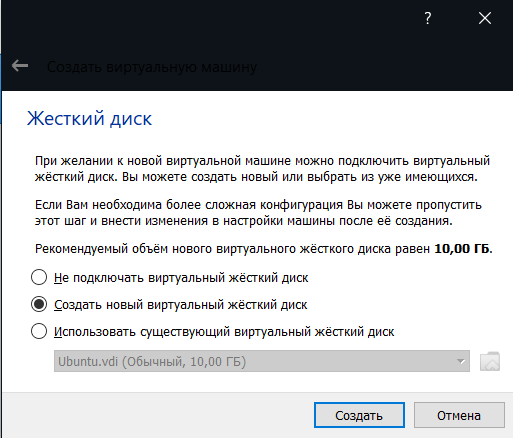 ?
Создать виртуальную машину
Жесткий диск
При желании к новой виртуальной машине можно подключить виртуальный
жёсткий диск. Вы можете создать новый или выбрать из уже имеющихся.
Если Вам необходима более сложная конфигурация Вы можете пропустить
этот шаг и внести изменения в настройки машины после её создания.
Рекомендуемый объём нового виртуального жёсткого диска равен 10,00 ГБ.
Не подключать виртуальный жёсткий диск
Создать новый виртуальный жёсткий диск
Использовать существующий виртуальный жёсткий диск
Ubuntu.vdi (Обычный, 10,00 ГБ)
Создать
Отмена